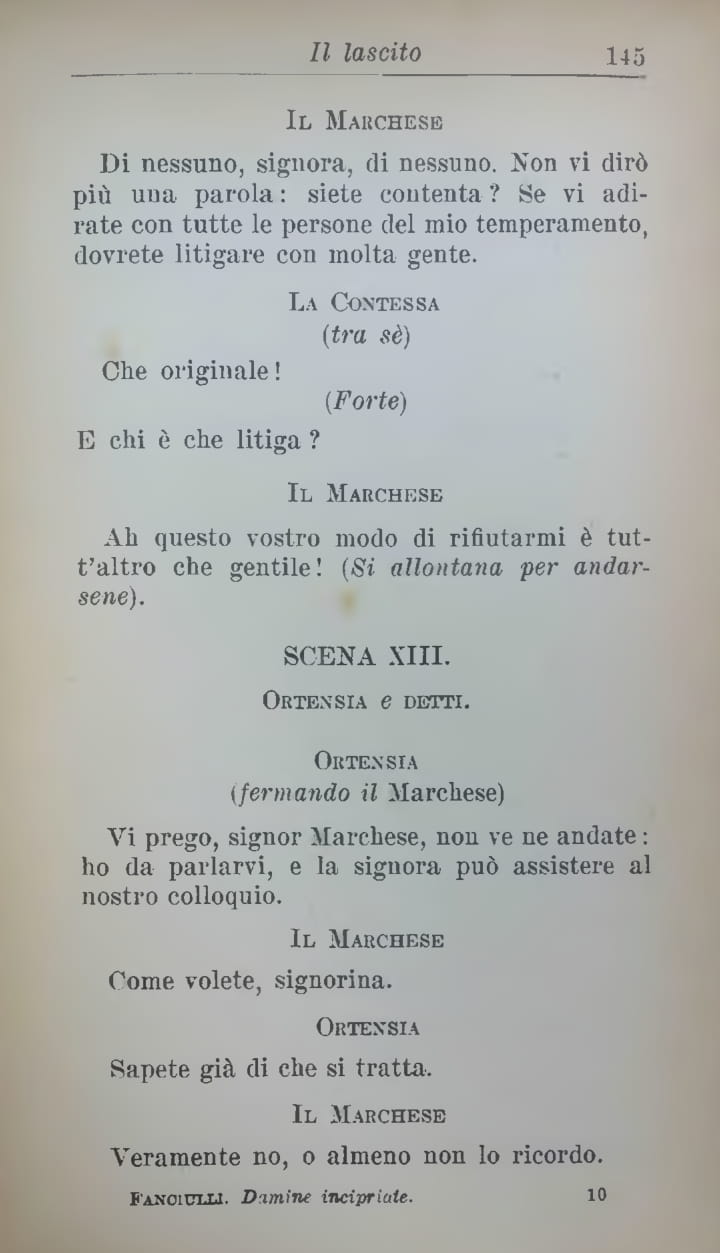 Il lascito 145
Il Marchese
Di nessuno, signora, di nessuno. Non vi dirò
più una parola: siete contenta? Se vi adi-
rate con tutte le persone del mio temperamento,
dovrete litigare con molta gente.
La Contessa
(tra sè)
Che originale!
(Forte)
E chi è che litiga?
Il Marchese
Ah questo vostro modo di rifiutarmi è tut-
t'altro che gentile! (Si allontana per andar-
sene).
SCENA XIII.
Ortensia e detti.
Ortensia
(fermando il Marchese)
Vi prego, signor Marchese, non ve ne andate:
ho da parlarvi, e la signora può assistere al
nostro colloquio.
Il Marchese
Come volete, signorina.
Ortensia
Sapete già di che si tratta.
Il Marchese
Veramente no, o almeno non lo ricordo.
Fanciulli. Damine incipriate. 10